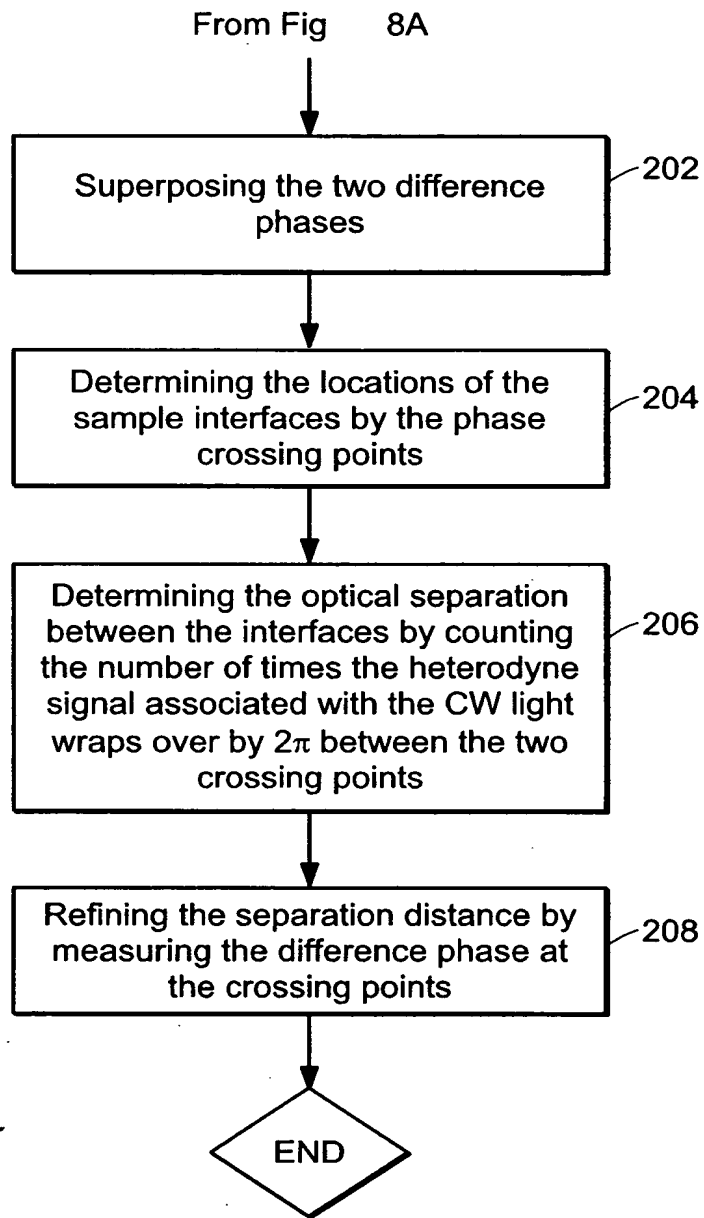 From Fig 8A
Superposing the two difference
phases
202
Determining the locations of the
sample interfaces by the phase
crossing points
204
Determining the optical separation
between the interfaces by counting
the number of times the heterodyne
signal associated with the CW light
wraps over by 2π between the two
crossing points
206
Refining the separation distance by
measuring the difference phase at
the crossing points
208
END